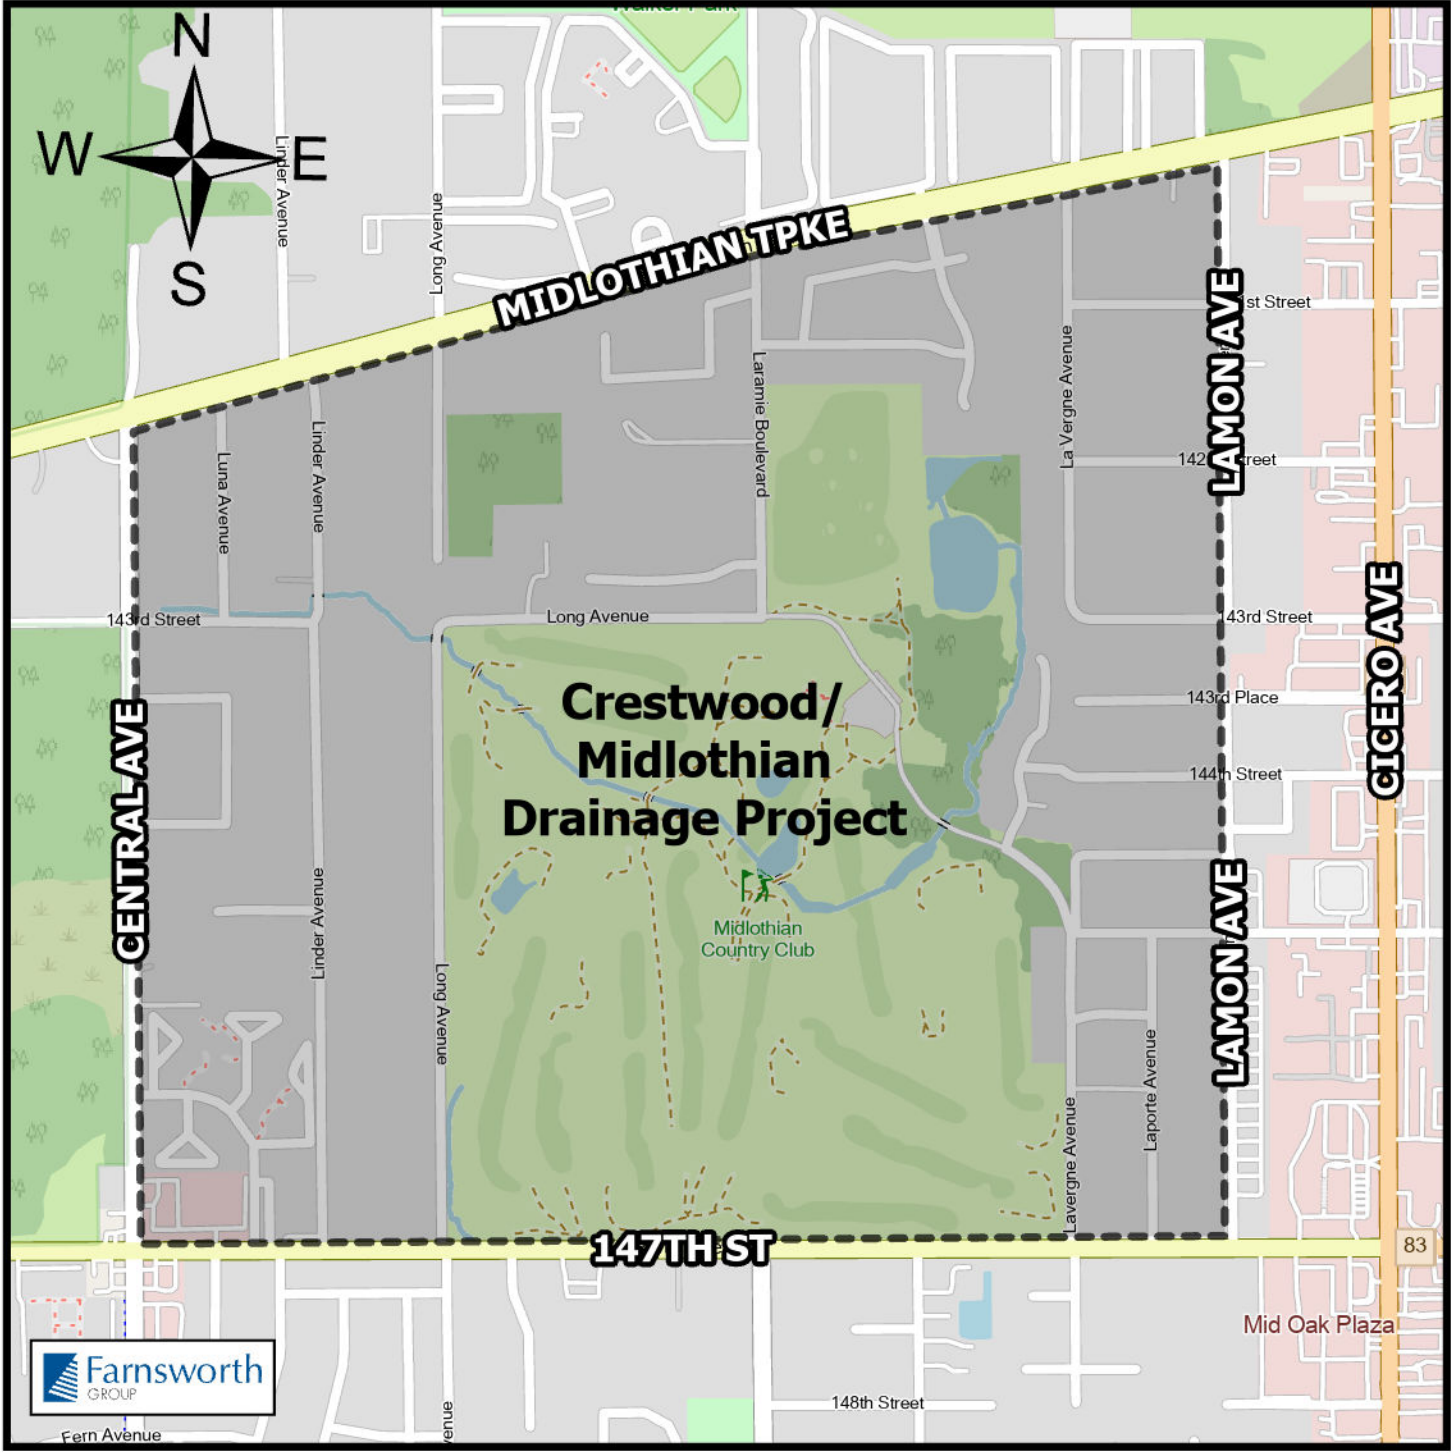 Walker Park
N
W
E
S
Linder Avenue
Long Avenue
MIDLOTHIAN TPKE
LAMON AVE
st Street
La Vergne Avenue
Laramie Boulevard
Linder Avenue
Luna Avenue
142
reet
143rd Street
Long Avenue
143rd Street
CICERO AVE
Crestwood/
Midlothian
Drainage Project
143rd Place
144th Street
CENTRAL AVE
LAMON AVE
Linder Avenue
Midlothian
Country Club
Long Avenue
Laporte Avenue
Lavergne Avenue
147TH ST
83
Mid Oak Plaza
Farnsworth
GROUP
148th Street
Fern Avenue
venue